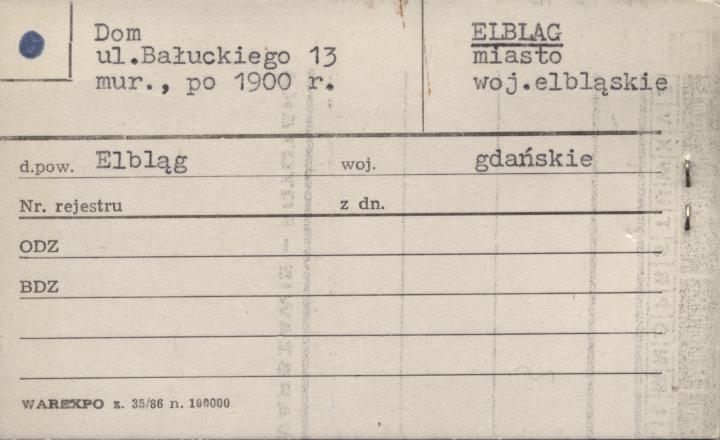 Dom
ul.Bałuckiego 13
mur., po 1900 r.
ELBLĄG
miasto
woj.elbląskie
d.pow. Elbląg woj. gdańskie
Nr. rejestru z dn.
ODZ
BDZ
WAREXPO z. 35/86 n. 100000